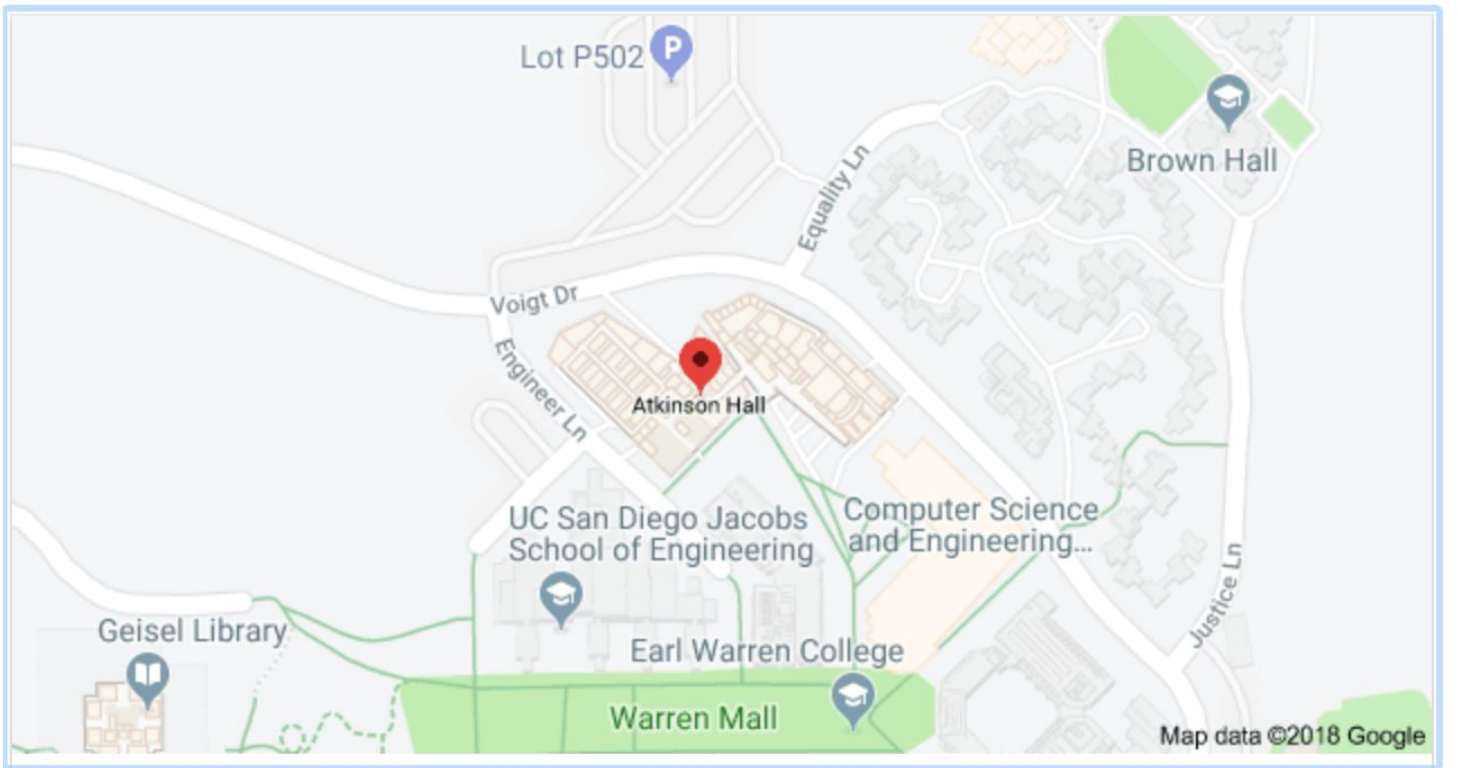 Lot P502
P
Brown Hall
Equality Ln
Voigt Dr
Engineer Ln
Atkinson Hall
UC San Diego Jacobs
School of Engineering
Computer Science
and Engineering...
Justice Ln
Geisel Library
Earl Warren College
Warren Mall
Map data ©2018 Google